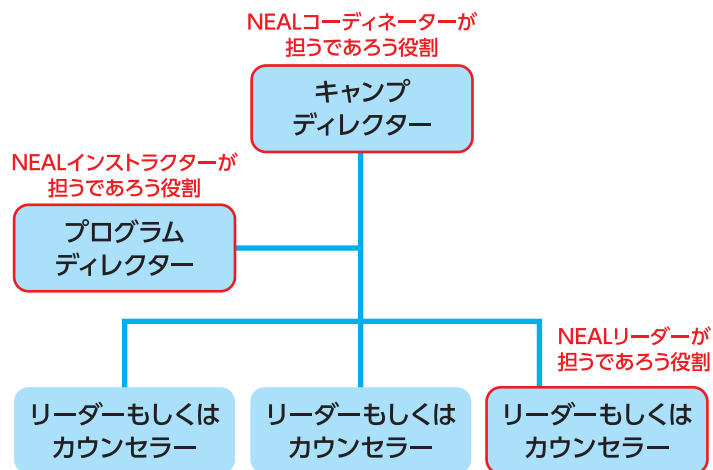 NEALコーディネーターが
担うであろう役割
キャンプ
ディレクター
NEALインストラクターが
担うであろう役割
プログラム
ディレクター
NEALリーダーが
担うであろう役割
リーダーもしくは
カウンセラー
リーダーもしくは
カウンセラー
リーダーもしくは
カウンセラー